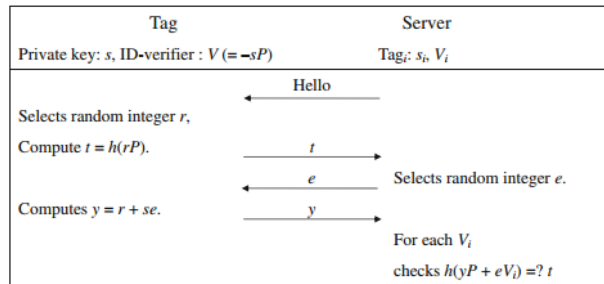 Tag Server
Private key: s, ID-verifier : V (= –sP) Tagᵢ: sᵢ, Vᵢ
Hello
Selects random integer r,
Compute t = h(rP). t
e Selects random integer e.
Computes y = r + se. y
For each Vᵢ
checks h(yP + eVᵢ) =? t